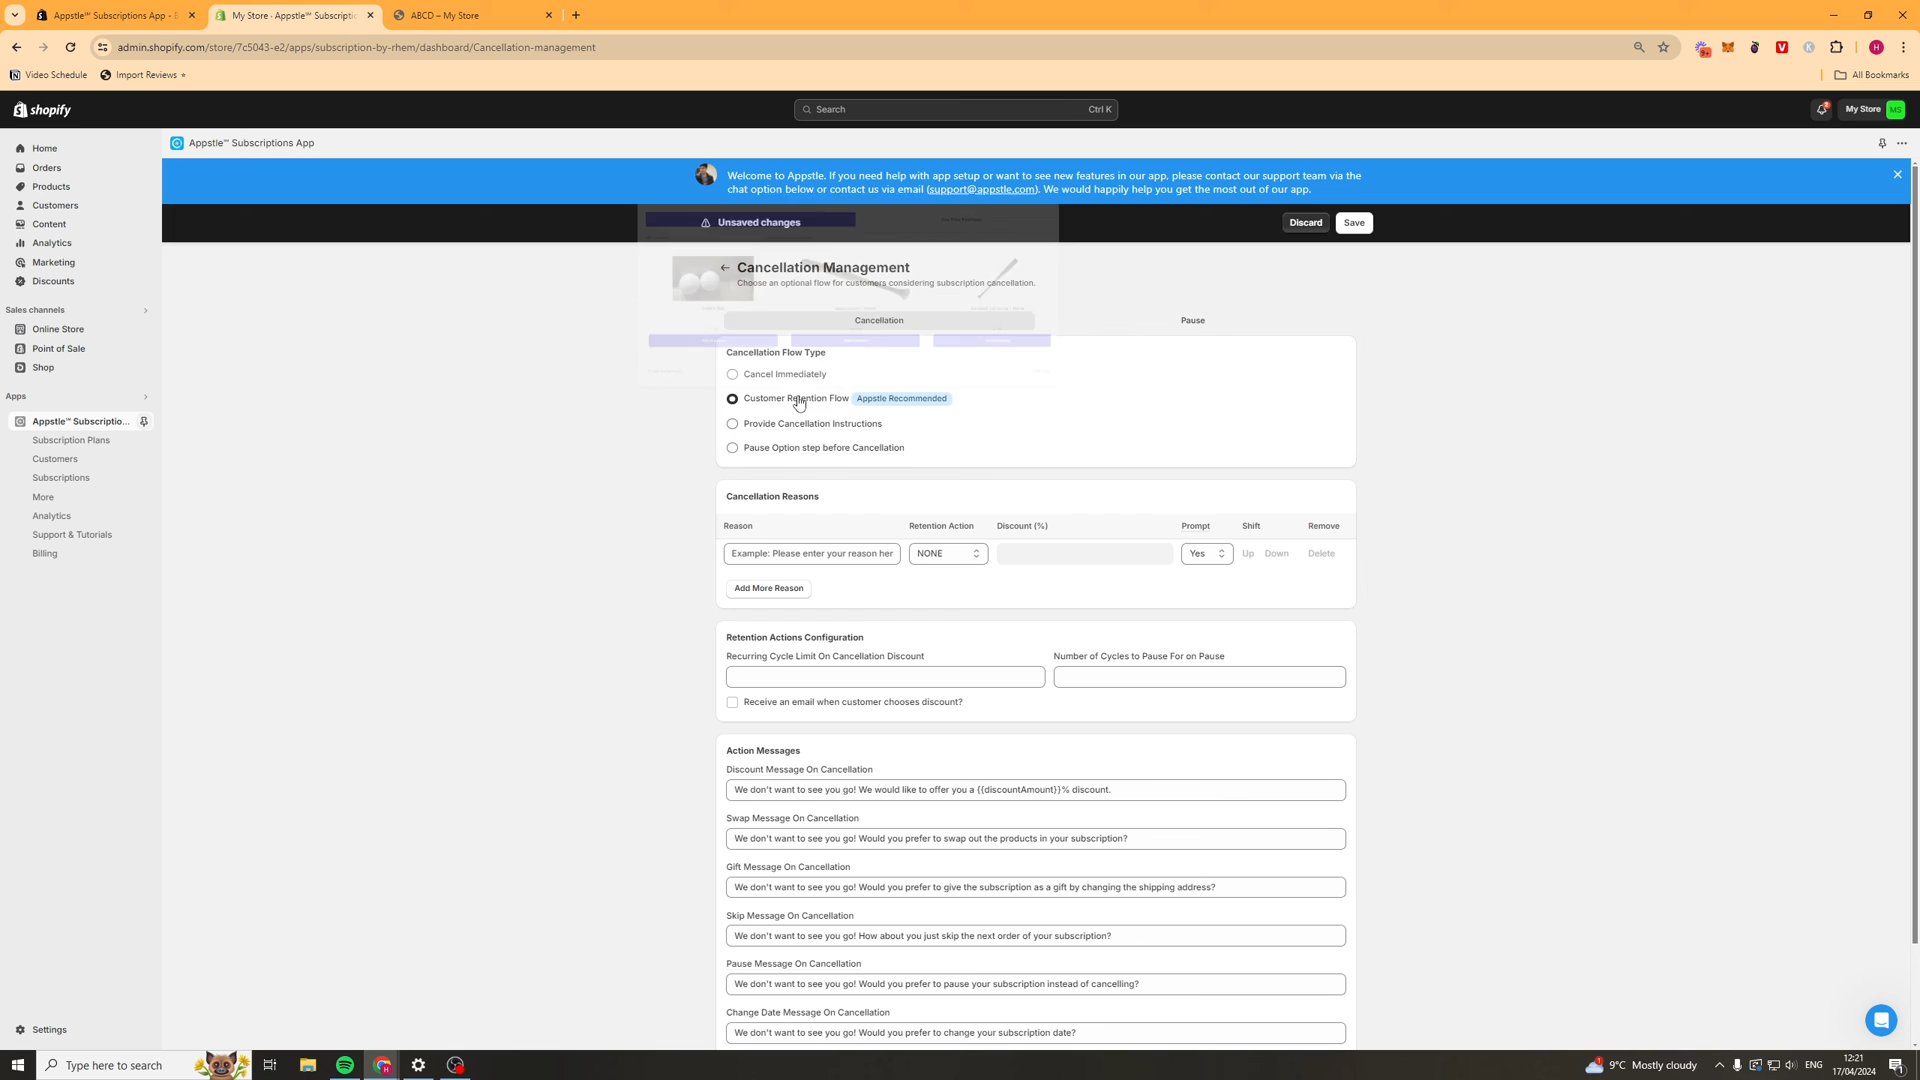 Appstle℠ Subscriptions App - E
My Store · Appstle℠ Subscriptio
ABCD – My Store
admin.shopify.com/store/7c5043-e2/apps/subscription-by-rhem/dashboard/Cancellation-management
Video Schedule
Import Reviews ⭑
All Bookmarks
9+
H
shopify
Search
Ctrl K
My Store
MS
Appstle℠ Subscriptions App
Welcome to Appstle. If you need help with app setup or want to see new features in our app, please contact our support team via the
chat option below or contact us via email (support@appstle.com). We would happily help you get the most out of our app.
Unsaved changes
Discard
Save
Home
Orders
Products
Customers
Content
Analytics
Marketing
Discounts
Sales channels
Online Store
Point of Sale
Shop
Apps
Appstle℠ Subscriptio...
Subscription Plans
Customers
Subscriptions
More
Analytics
Support & Tutorials
Billing
Settings
Cancellation Management
Choose an optional flow for customers considering subscription cancellation.
Cancellation
Pause
Cancellation Flow Type
Cancel Immediately
Customer Retention Flow
Appstle Recommended
Provide Cancellation Instructions
Pause Option step before Cancellation
Cancellation Reasons
Reason
Retention Action
Discount (%)
Prompt
Shift
Remove
Example: Please enter your reason her
NONE
Yes
Up
Down
Delete
Add More Reason
Retention Actions Configuration
Recurring Cycle Limit On Cancellation Discount
Number of Cycles to Pause For on Pause
Receive an email when customer chooses discount?
Action Messages
Discount Message On Cancellation
We don't want to see you go! We would like to offer you a {{discountAmount}}% discount.
Swap Message On Cancellation
We don't want to see you go! Would you prefer to swap out the products in your subscription?
Gift Message On Cancellation
We don't want to see you go! Would you prefer to give the subscription as a gift by changing the shipping address?
Skip Message On Cancellation
We don't want to see you go! How about you just skip the next order of your subscription?
Pause Message On Cancellation
We don't want to see you go! Would you prefer to pause your subscription instead of cancelling?
Change Date Message On Cancellation
We don't want to see you go! Would you prefer to change your subscription date?
Type here to search
9°C Mostly cloudy
ENG
12:21
17/04/2024